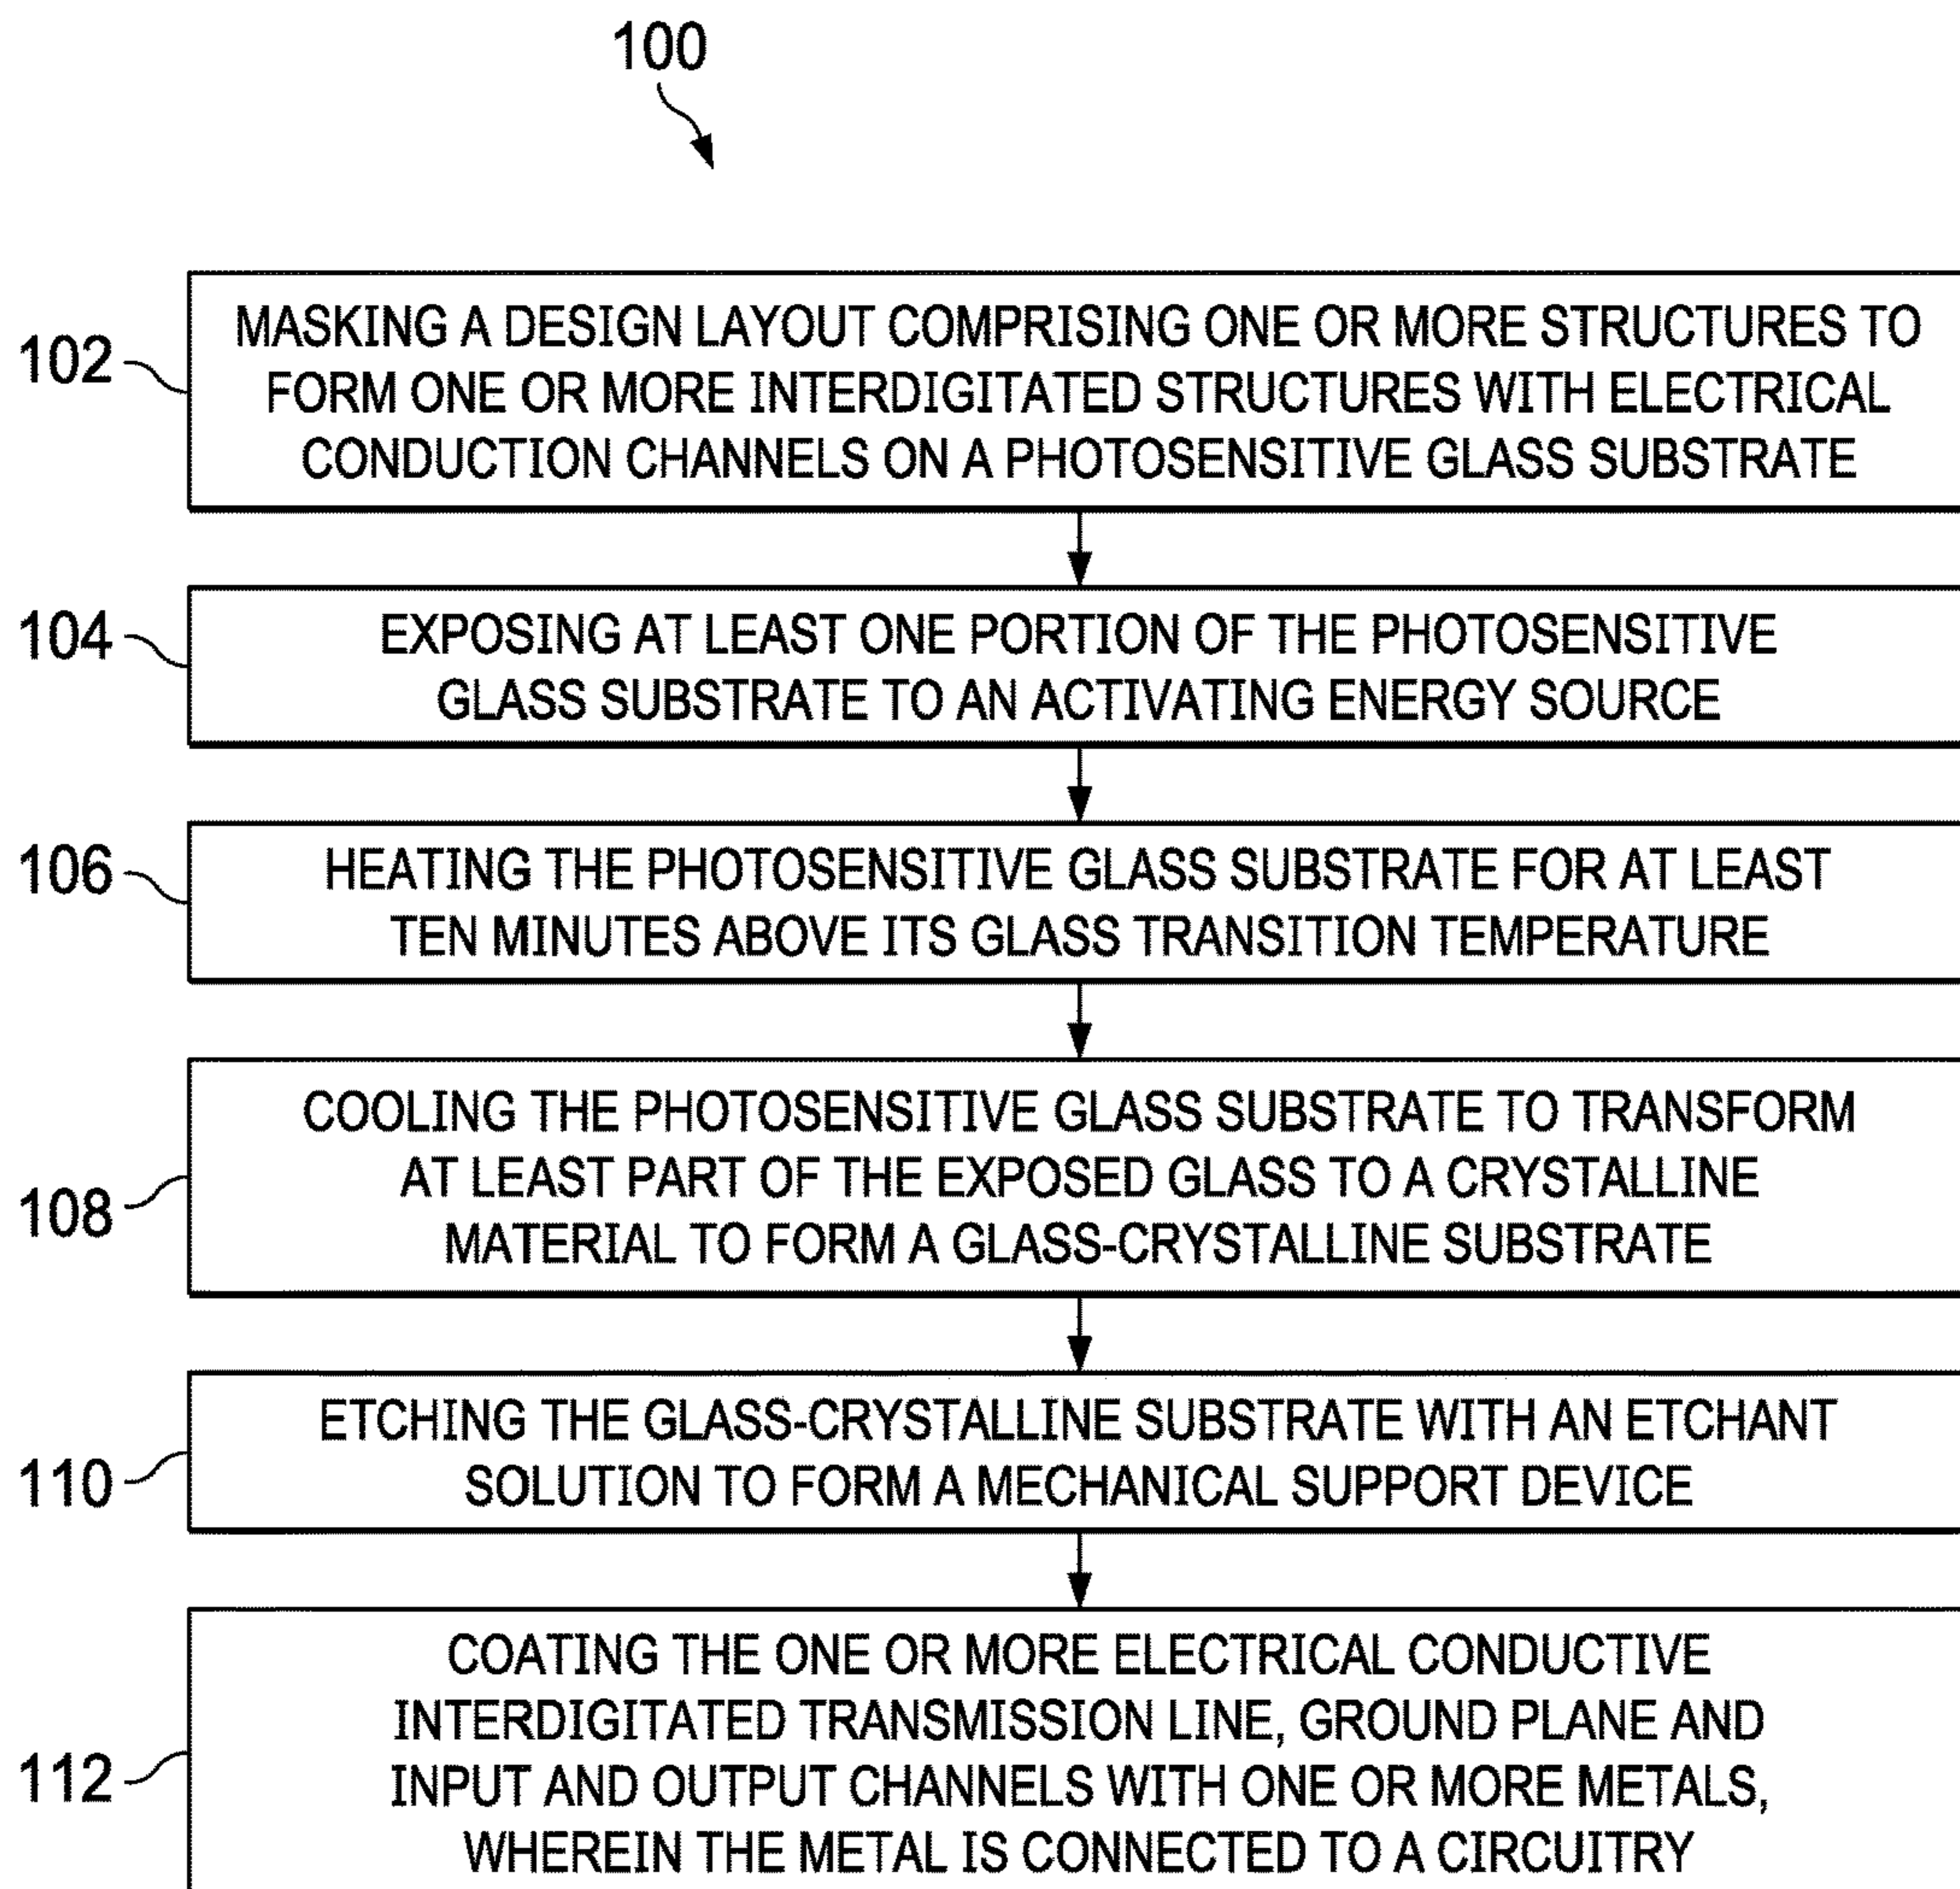 100
102
MASKING A DESIGN LAYOUT COMPRISING ONE OR MORE STRUCTURES TO
FORM ONE OR MORE INTERDIGITATED STRUCTURES WITH ELECTRICAL
CONDUCTION CHANNELS ON A PHOTOSENSITIVE GLASS SUBSTRATE
104
EXPOSING AT LEAST ONE PORTION OF THE PHOTOSENSITIVE
GLASS SUBSTRATE TO AN ACTIVATING ENERGY SOURCE
106
HEATING THE PHOTOSENSITIVE GLASS SUBSTRATE FOR AT LEAST
TEN MINUTES ABOVE ITS GLASS TRANSITION TEMPERATURE
108
COOLING THE PHOTOSENSITIVE GLASS SUBSTRATE TO TRANSFORM
AT LEAST PART OF THE EXPOSED GLASS TO A CRYSTALLINE
MATERIAL TO FORM A GLASS-CRYSTALLINE SUBSTRATE
110
ETCHING THE GLASS-CRYSTALLINE SUBSTRATE WITH AN ETCHANT
SOLUTION TO FORM A MECHANICAL SUPPORT DEVICE
112
COATING THE ONE OR MORE ELECTRICAL CONDUCTIVE
INTERDIGITATED TRANSMISSION LINE, GROUND PLANE AND
INPUT AND OUTPUT CHANNELS WITH ONE OR MORE METALS,
WHEREIN THE METAL IS CONNECTED TO A CIRCUITRY